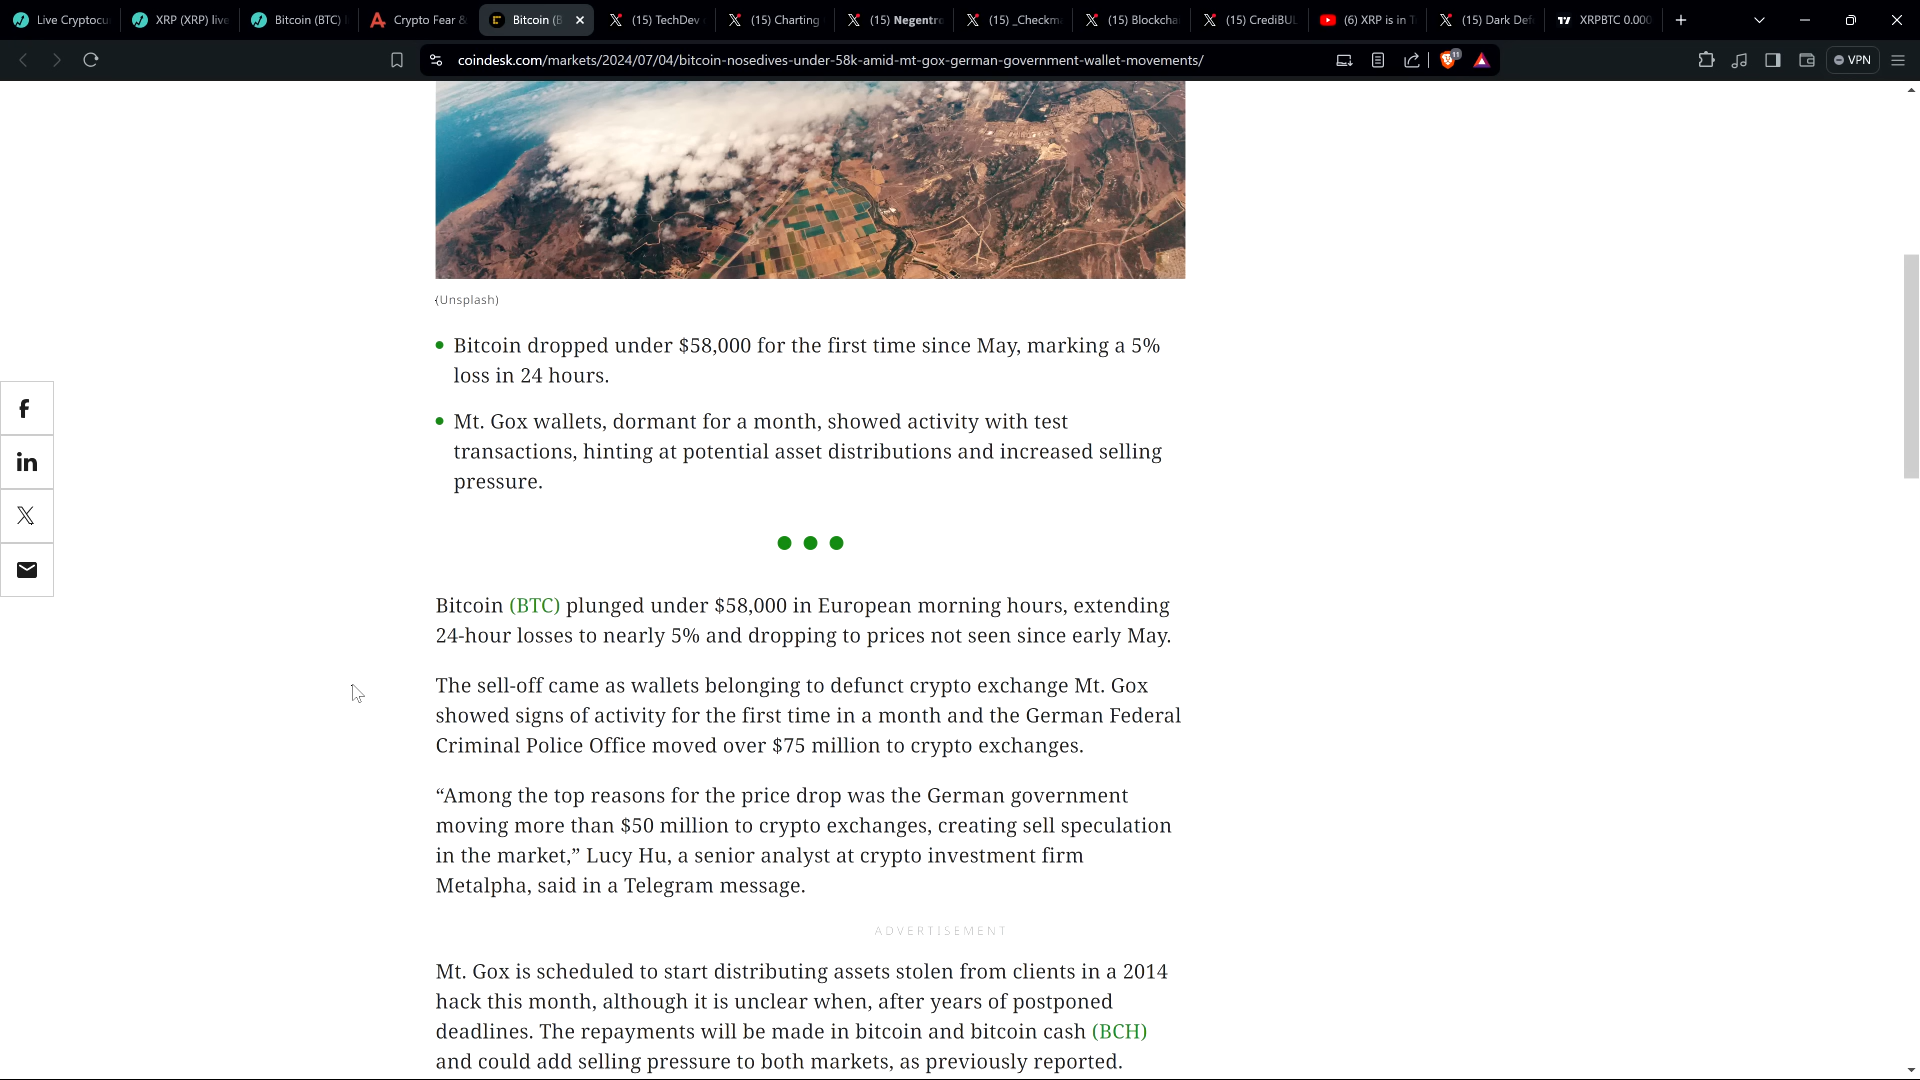 Live Cryptocu
XRP (XRP) live
Bitcoin (BTC)
Crypto Fear &
Bitcoin (B
(15) TechDev
(15) Charting
(15) Negentro
(15) _Checkm
(15) Blockcha
(15) CrediBUL
(6) XRP is in T
(15) Dark Def
XRPBTC 0.000
coindesk.com/markets/2024/07/04/bitcoin-nosedives-under-58k-amid-mt-gox-german-government-wallet-movements/
11
VPN
(Unsplash)
Bitcoin dropped under $58,000 for the first time since May, marking a 5%
loss in 24 hours.
Mt. Gox wallets, dormant for a month, showed activity with test
transactions, hinting at potential asset distributions and increased selling
pressure.
Bitcoin (BTC) plunged under $58,000 in European morning hours, extending
24-hour losses to nearly 5% and dropping to prices not seen since early May.
The sell-off came as wallets belonging to defunct crypto exchange Mt. Gox
showed signs of activity for the first time in a month and the German Federal
Criminal Police Office moved over $75 million to crypto exchanges.
“Among the top reasons for the price drop was the German government
moving more than $50 million to crypto exchanges, creating sell speculation
in the market,” Lucy Hu, a senior analyst at crypto investment firm
Metalpha, said in a Telegram message.
ADVERTISEMENT
Mt. Gox is scheduled to start distributing assets stolen from clients in a 2014
hack this month, although it is unclear when, after years of postponed
deadlines. The repayments will be made in bitcoin and bitcoin cash (BCH)
and could add selling pressure to both markets, as previously reported.